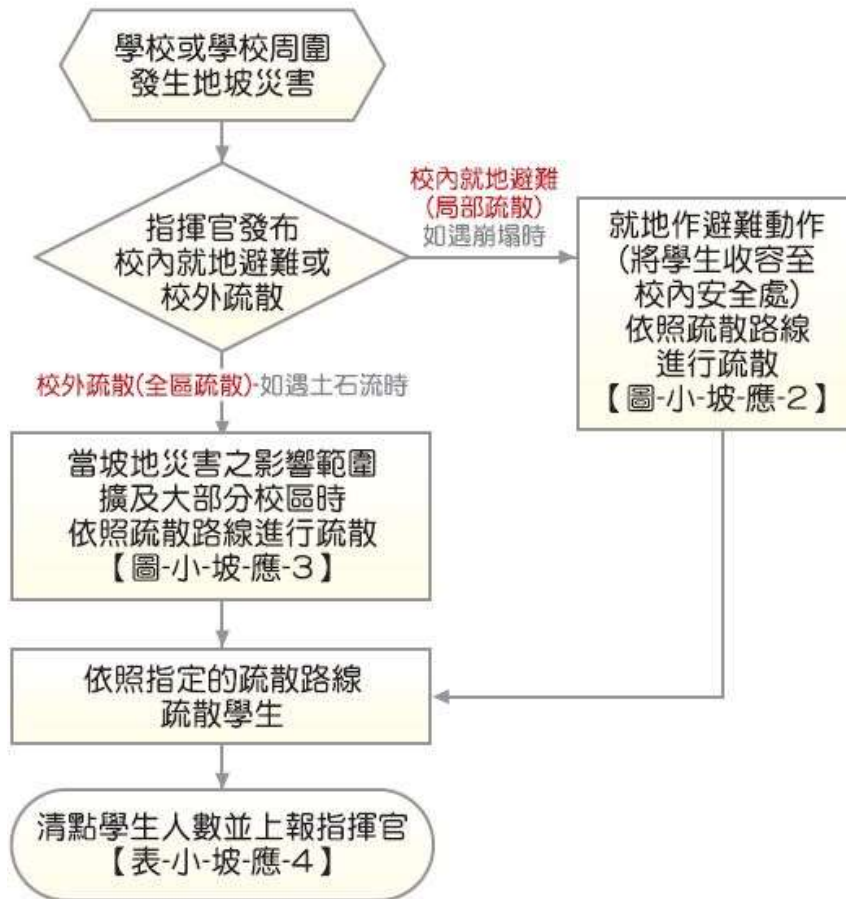 學校或學校周圍
發生地坡災害
指揮官發布
校內就地避難或
校外疏散
校內就地避難
(局部疏散)
如遇崩塌時
就地作避難動作
(將學生收容至
校內安全處)
依照疏散路線
進行疏散
【圖-小-坡-應-2】
校外疏散(全區疏散)-如遇土石流時
當坡地災害之影響範圍
擴及大部分校區時
依照疏散路線進行疏散
【圖-小-坡-應-3】
依照指定的疏散路線
疏散學生
清點學生人數並上報指揮官
【表-小-坡-應-4】